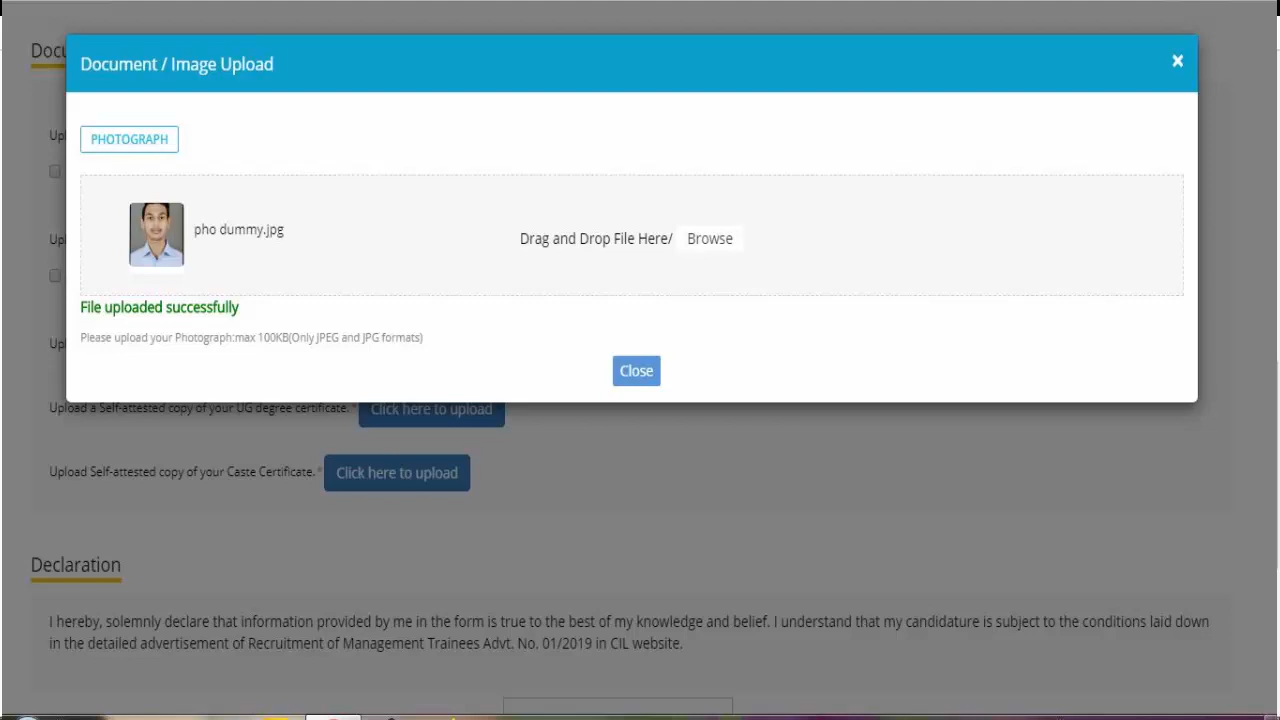 Docu
Document / Image Upload
×
PHOTOGRAPH
Upl
pho dummy.jpg
Drag and Drop File Here/ Browse
Upl
File uploaded successfully
Please upload your Photograph:max 100KB(Only JPEG and JPG formats)
Upl
Close
Upload a Self-attested copy of your UG degree certificate. * Click here to upload
Upload Self-attested copy of your Caste Certificate. * Click here to upload
Declaration
I hereby, solemnly declare that information provided by me in the form is true to the best of my knowledge and belief. I understand that my candidature is subject to the conditions laid down
in the detailed advertisement of Recruitment of Management Trainees Advt. No. 01/2019 in CIL website.